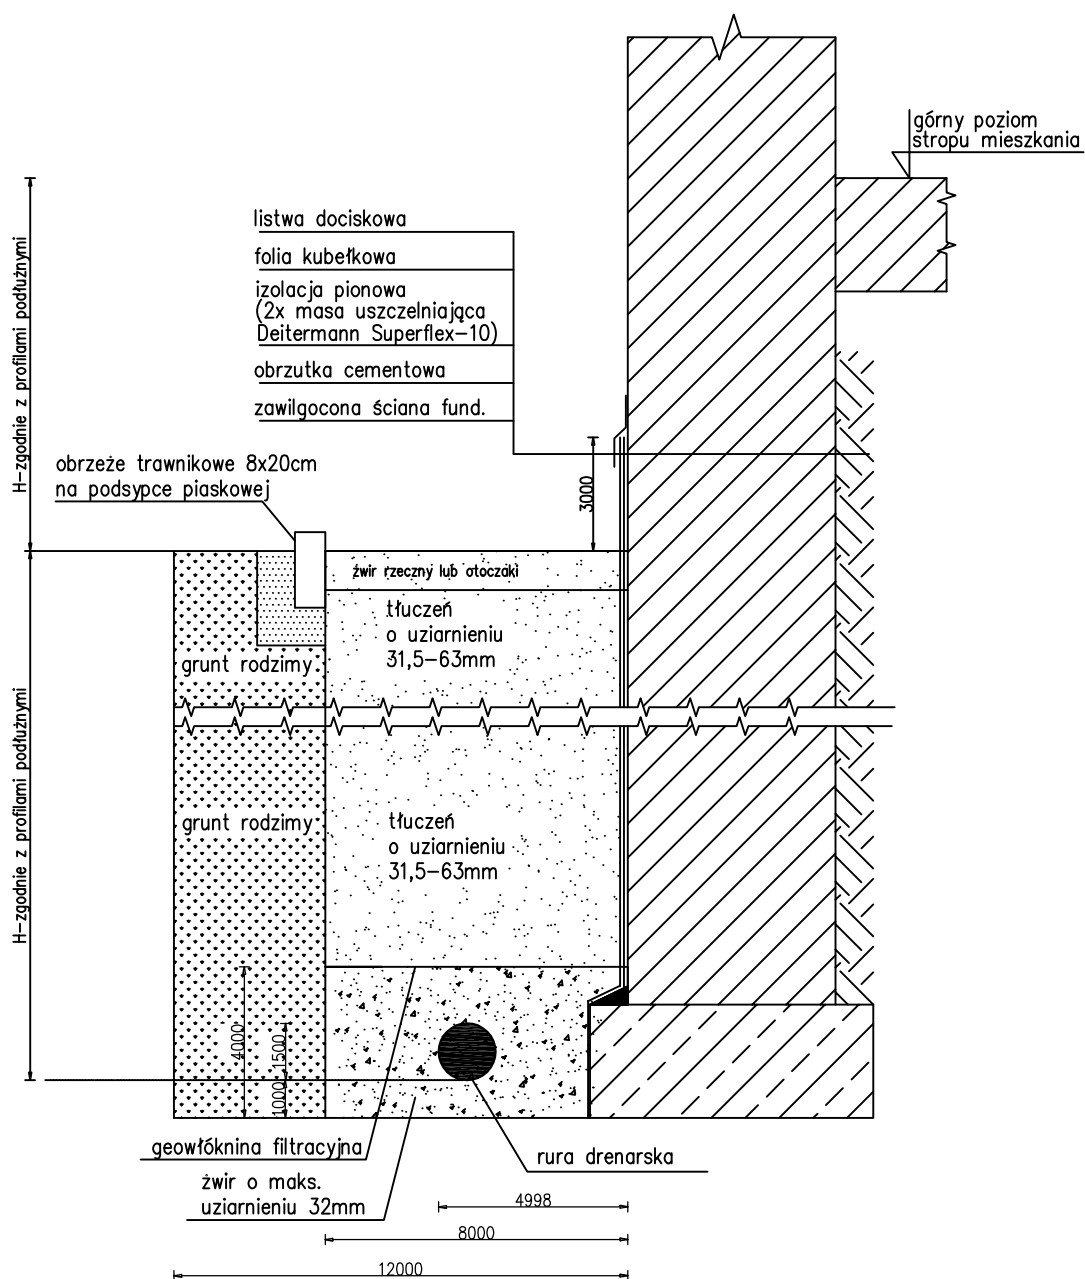 górny poziom
stropu mieszkania
listwa dociskowa
folia kubełkowa
izolacja pionowa
(2x masa uszczelniająca
Deitermann Superflex-10)
obrzutka cementowa
zawilgocona ściana fund.
H-zgodnie z profilami podłużnymi
obrzeże trawnikowe 8x20cm
na podsypce piaskowej
3000
żwir rzeczny lub otoczaki
tłuczeń
o uziarnieniu
31,5-63mm
grunt rodzimy
H-zgodnie z profilami podłużnymi
grunt rodzimy
tłuczeń
o uziarnieniu
31,5-63mm
4000
1500
1000
geowłóknina filtracyjna
rura drenarska
żwir o maks.
uziarnieniu 32mm
4998
8000
12000